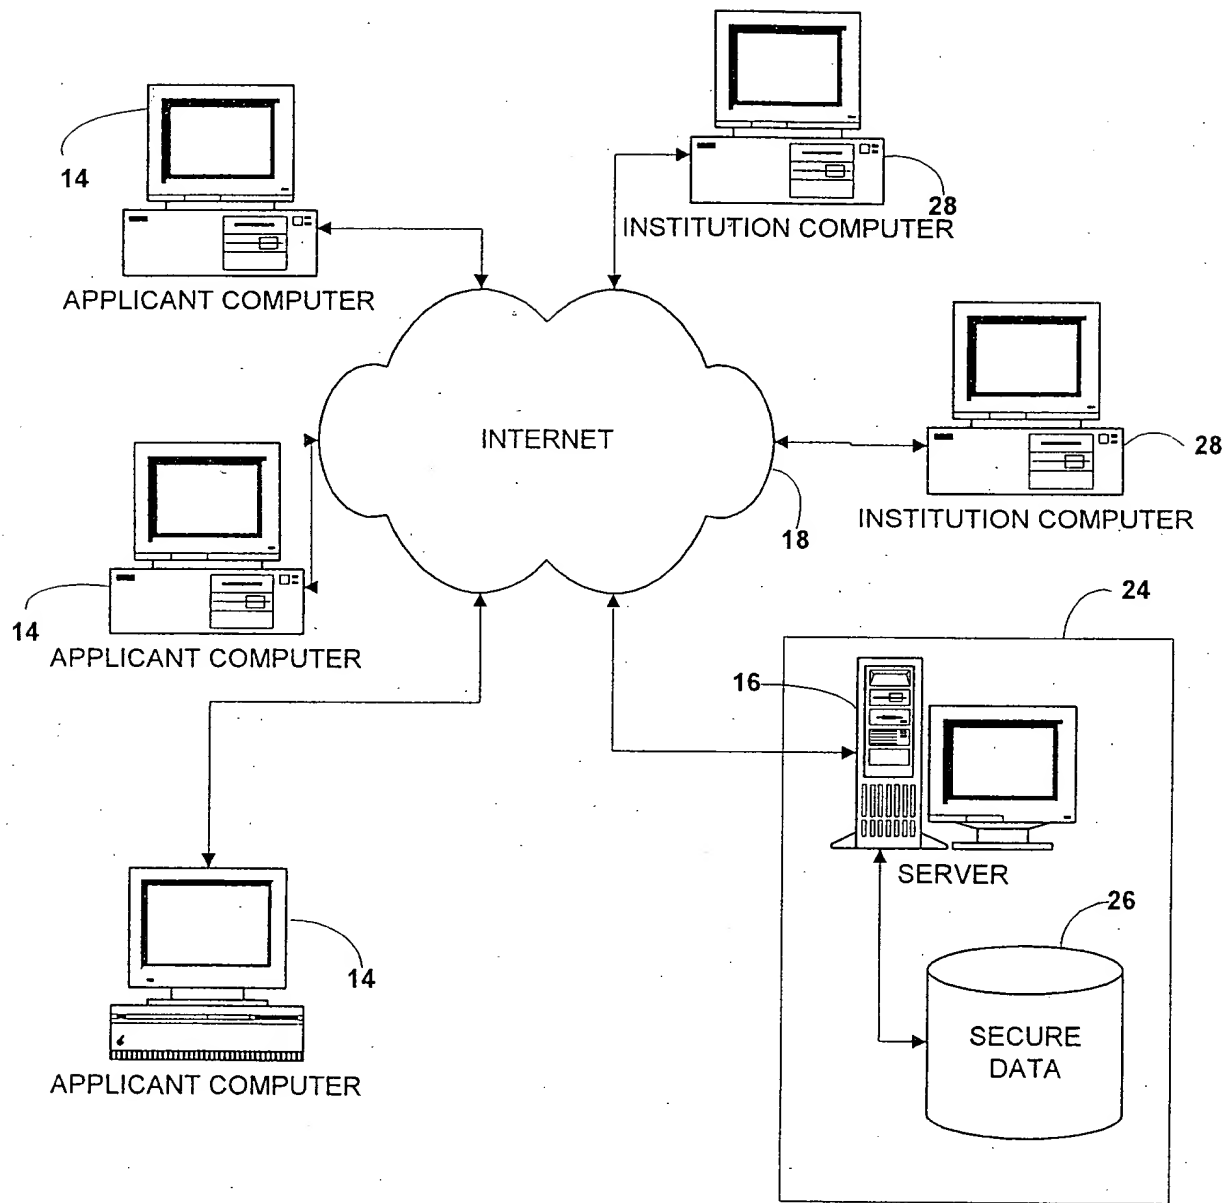 14
APPLICANT COMPUTER
28
INSTITUTION COMPUTER
INTERNET
18
28
INSTITUTION COMPUTER
14
APPLICANT COMPUTER
24
16
SERVER
26
SECURE
DATA
14
APPLICANT COMPUTER